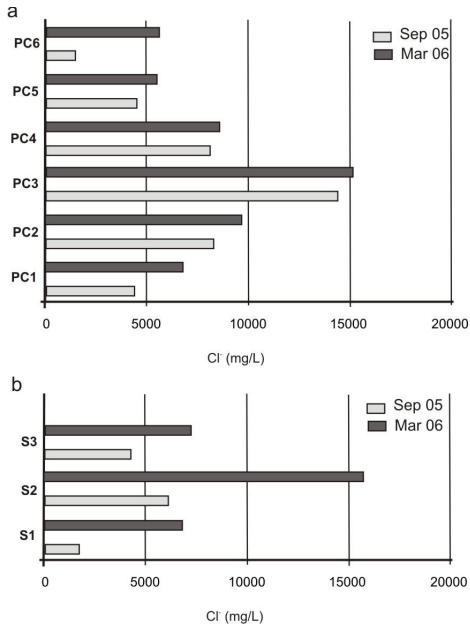 a
Sep 05
Mar 06
PC6
PC5
PC4
PC3
PC2
PC1
0 5000 10000 15000 20000
Cl⁻ (mg/L)
b
Sep 05
Mar 06
S3
S2
S1
0 5000 10000 15000 20000
Cl⁻ (mg/L)